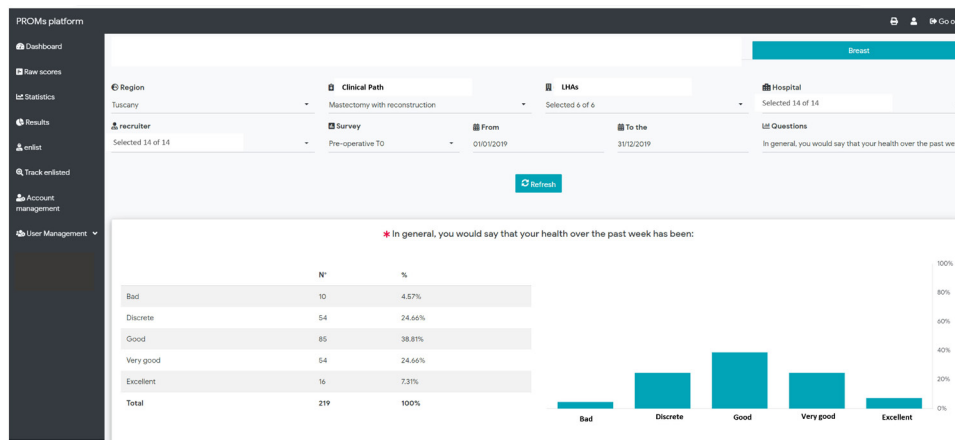 PROMs platform
Go o
Dashboard
Raw scores
Statistics
Results
enlist
Track enlisted
Account
management
User Management
Breast
Region
Clinical Path
LHAs
Hospital
Tuscany
Mastectomy with reconstruction
Selected 6 of 6
Selected 14 of 14
recruiter
Survey
From
To the
Questions
Selected 14 of 14
Pre-operative T0
01/01/2019
31/12/2019
In general, you would say that your health over the past we
Refresh
* In general, you would say that your health over the past week has been:
N° %
Bad 10 4.57%
Discrete 54 24.66%
Good 85 38.81%
Very good 54 24.66%
Excellent 16 7.31%
Total 219 100%
100%
80%
60%
40%
20%
0%
Bad Discrete Good Very good Excellent